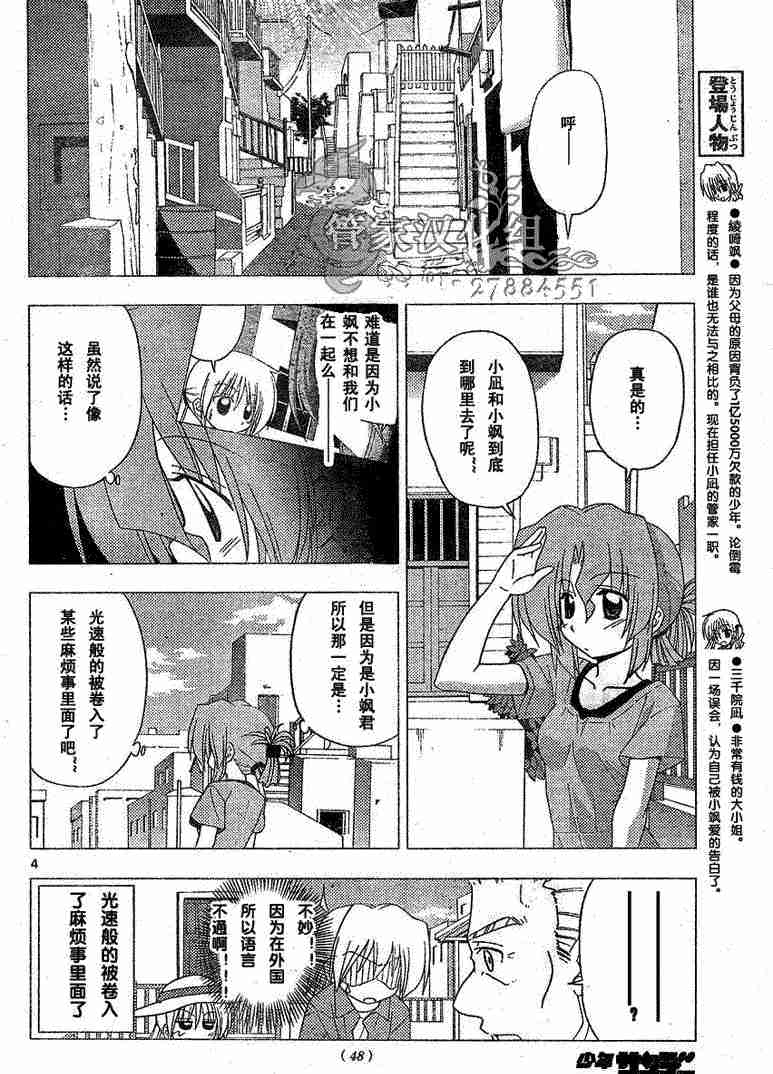 呼——
管家汉化组
27884551
真是的…
小凪和小飒到底
到哪里去了呢~
难道是因为小
飒不想和我们
在一起么——
虽然说了像
这样的话…
但是因为是小飒君
所以那一定是…
光速般的被卷入了
某些麻烦事里面了吧~
4
——?
不妙!!
因为在外国
所以语言
不通啊!!!
光速般的被卷入
了麻烦事里面了
(48)
登場人物
とうじょうじんぶつ
●綾崎飒●因为父母的原因背负了1亿5000万欠款的少年。论倒霉
程度的话，是谁也无法与之相比的。现在担任小凪的管家一职。
●三千院凪●非常有钱的大小姐。
因一场误会，认为自己被小飒爱的告白了。